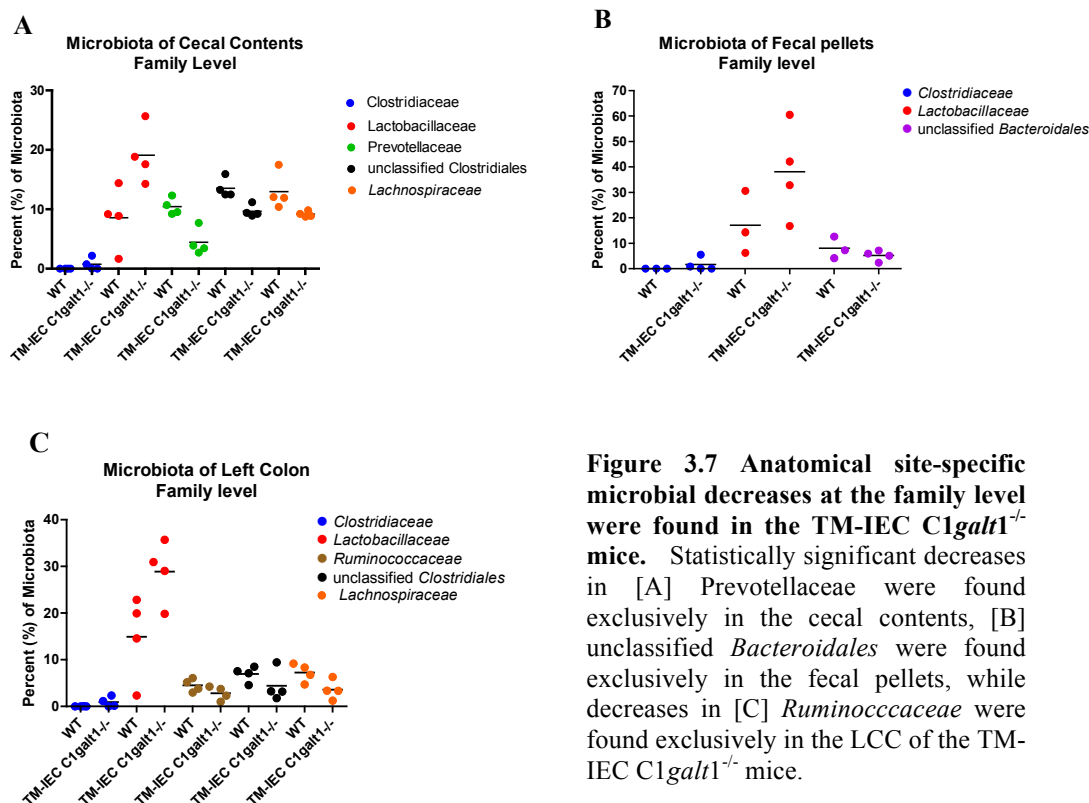 A
Microbiota of Cecal Contents
Family Level
Percent (%) of Microbiota
30
20
10
0
WT
TM-IEC C1galt1-/-
WT
TM-IEC C1galt1-/-
WT
TM-IEC C1galt1-/-
WT
TM-IEC C1galt1-/-
WT
TM-IEC C1galt1-/-
Clostridiaceae
Lactobacillaceae
Prevotellaceae
unclassified Clostridiales
Lachnospiraceae
B
Microbiota of Fecal pellets
Family level
Percent (%) of Microbiota
70
60
50
40
30
20
10
0
WT
TM-IEC C1galt1-/-
WT
TM-IEC C1galt1-/-
WT
TM-IEC C1galt1-/-
Clostridiaceae
Lactobacillaceae
unclassified Bacteroidales
C
Microbiota of Left Colon
Family level
Percent (%) of Microbiota
40
30
20
10
0
WT
TM-IEC C1galt1-/-
WT
TM-IEC C1galt1-/-
WT
TM-IEC C1galt1-/-
WT
TM-IEC C1galt1-/-
WT
TM-IEC C1galt1-/-
Clostridiaceae
Lactobacillaceae
Ruminococcaceae
unclassified Clostridiales
Lachnospiraceae
Figure 3.7 Anatomical site-specific
microbial decreases at the family level
were found in the TM-IEC C1galt1-/-
mice. Statistically significant decreases
in [A] Prevotellaceae were found
exclusively in the cecal contents, [B]
unclassified Bacteroidales were found
exclusively in the fecal pellets, while
decreases in [C] Ruminocccaceae were
found exclusively in the LCC of the TM-
IEC C1galt1-/- mice.